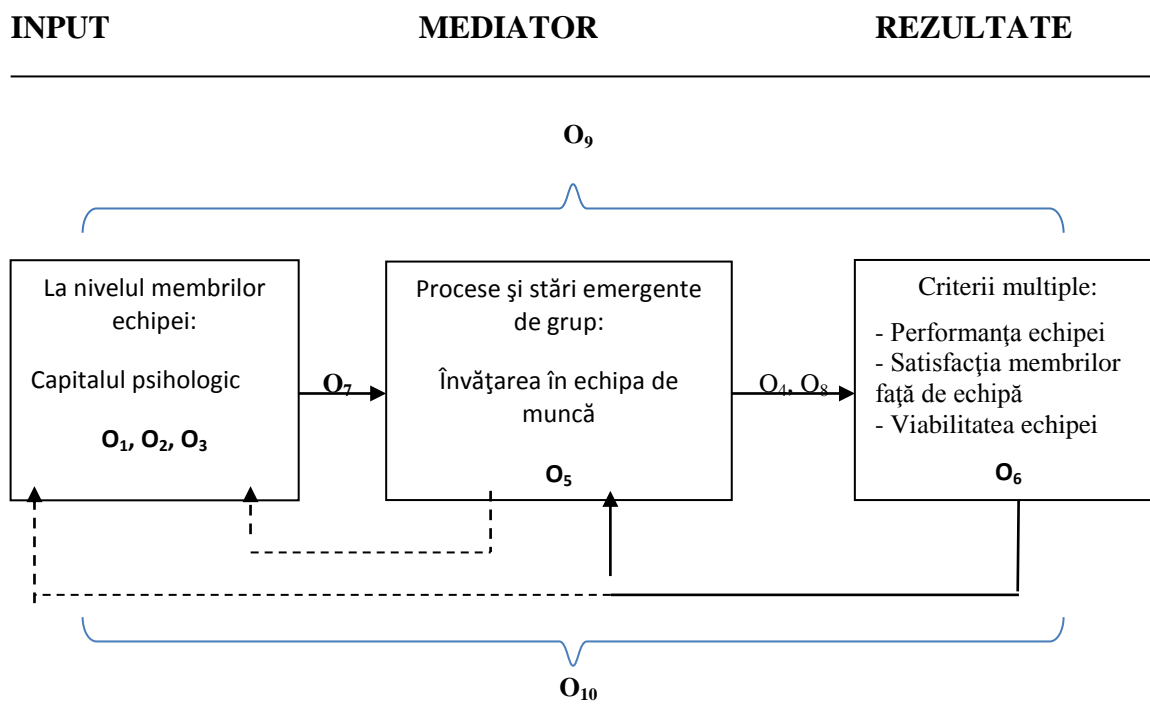 INPUT MEDIATOR REZULTATE
O₉
La nivelul membrilor
echipei:
Capitalul psihologic
O₁, O₂, O₃
O₇
Procese şi stări emergente
de grup:
Învăţarea în echipa de
muncă
O₅
O₄, O₈
Criterii multiple:
- Performanţa echipei
- Satisfacţia membrilor
faţă de echipă
- Viabilitatea echipei
O₆
O₁₀